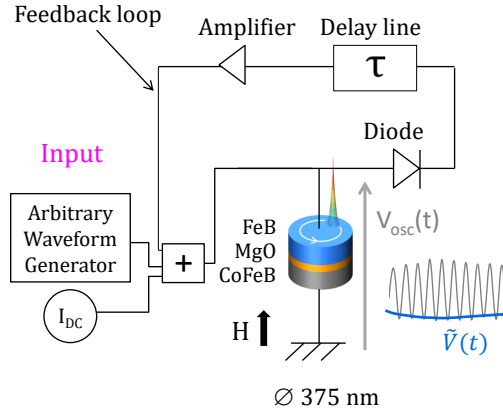 Feedback loop
Amplifier
Delay line
τ
Diode
Input
Arbitrary
Waveform
Generator
+
I_DC
FeB
MgO
CoFeB
H
V_osc(t)
Ṽ(t)
∅ 375 nm